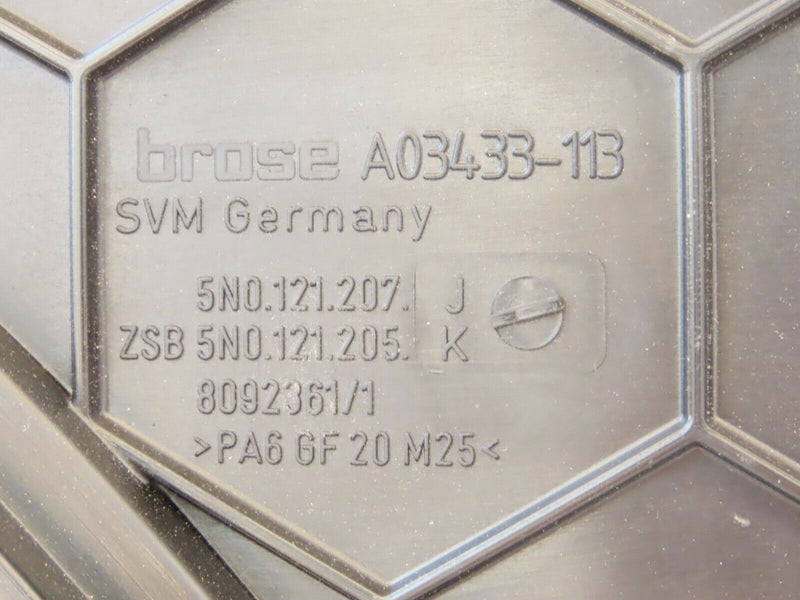 brose A03433-113
SVM Germany
5N0.121.207. J
ZSB 5N0.121.205. K
8092361/1
>PA6 GF 20 M25<